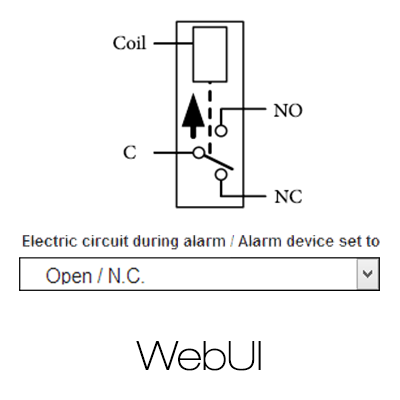 Coil
NO
C
NC
Electric circuit during alarm / Alarm device set to
Open / N.C.
WebUI